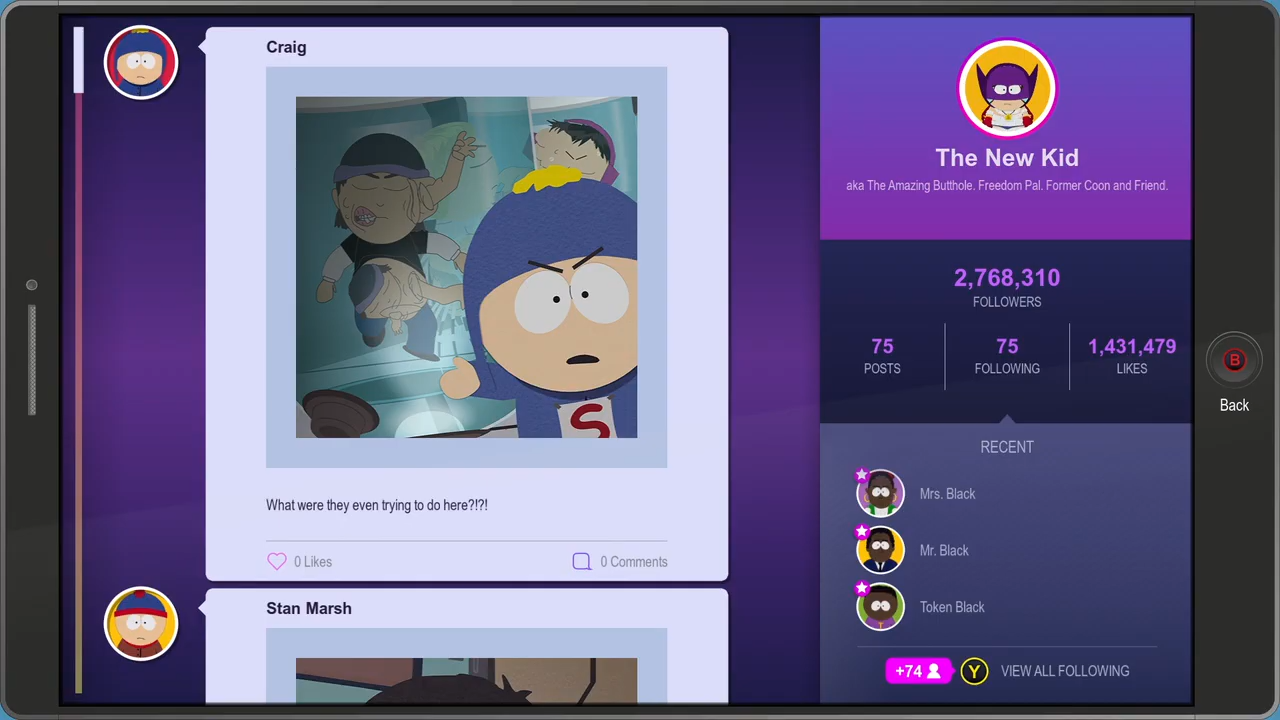 Craig
S
What were they even trying to do here?!?!
0 Likes
0 Comments
Stan Marsh
The New Kid
aka The Amazing Butthole. Freedom Pal. Former Coon and Friend.
2,768,310
FOLLOWERS
75
POSTS
75
FOLLOWING
1,431,479
LIKES
RECENT
Mrs. Black
Mr. Black
Token Black
+74
Y
VIEW ALL FOLLOWING
B
Back